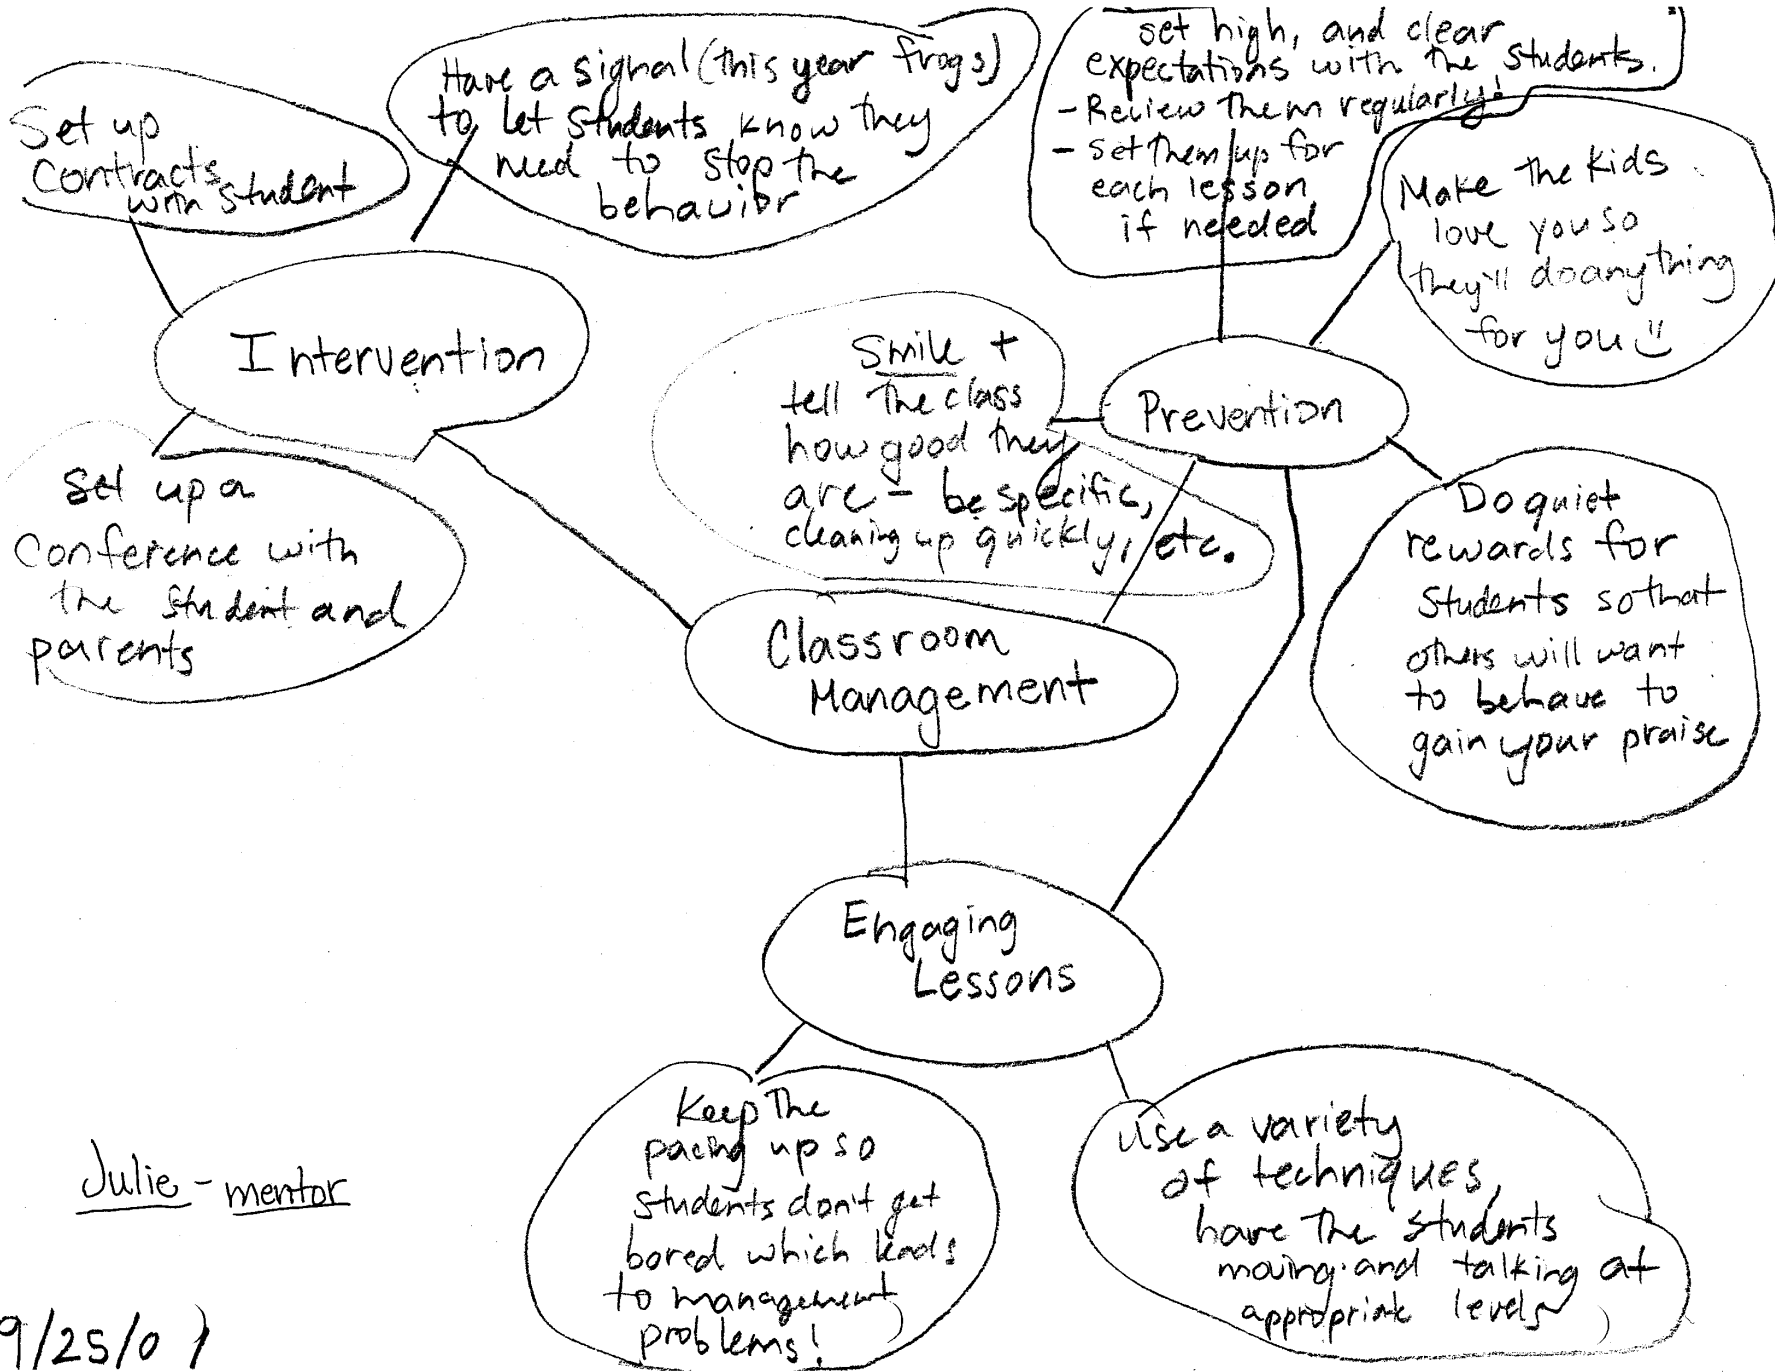 Set up
Contracts
with student
Have a signal (this year frogs)
to let students know they
need to stop the
behavior
set high, and clear
expectations with the students.
- Review them regularly!
- set them up for
each lesson
if needed
Make the kids
love you so
they'll do anything
for you
Intervention
Smile +
tell the class
how good they
are - be specific,
cleaning up quickly, etc.
Prevention
Set up a
Conference with
the student and
parents
Do quiet
rewards for
students so that
others will want
to behave to
gain your praise
Classroom
Management
Engaging
Lessons
Keep the
pacing up so
students don't get
bored which leads
to management
problems!
Use a variety
of techniques,
have the students
moving and talking at
appropriate levels
Julie - mentor
9/25/07